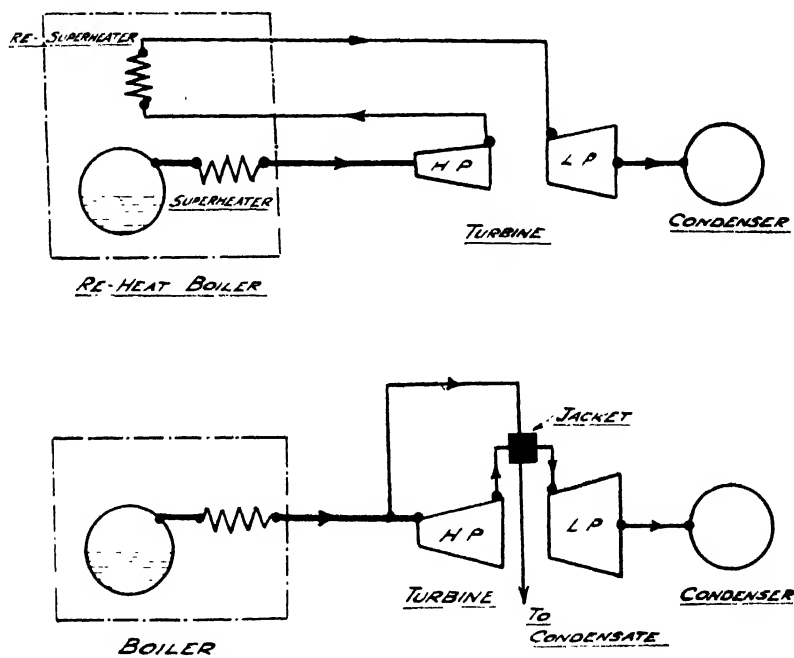 RE-SUPERHEATER
HP
LP
SUPERHEATER
TURBINE
CONDENSER
RE-HEAT BOILER
JACKET
HP
LP
TURBINE
CONDENSER
TO
CONDENSATE
BOILER